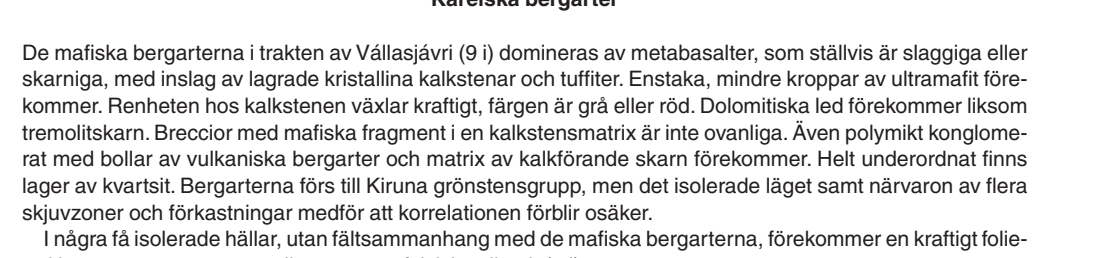 Karelska bergarter
De mafiska bergarterna i trakten av Vállasjávri (9 i) domineras av metabasalter, som ställvis är slaggiga eller
skarniga, med inslag av lagrade kristallina kalkstenar och tuffiter. Enstaka, mindre kroppar av ultramafit före-
kommer. Renheten hos kalkstenen växlar kraftigt, färgen är grå eller röd. Dolomitiska led förekommer liksom
tremolitskarn. Breccior med mafiska fragment i en kalkstensmatrix är inte ovanliga. Även polymikt konglome-
rat med bollar av vulkaniska bergarter och matrix av kalkförande skarn förekommer. Helt underordnat finns
lager av kvartsit. Bergarterna förs till Kiruna grönstensgrupp, men det isolerade läget samt närvaron av flera
skjuvzoner och förkastningar medför att korrelationen förblir osäker.
I några få isolerade hällar, utan fältsammanhang med de mafiska bergarterna, förekommer en kraftigt folie-